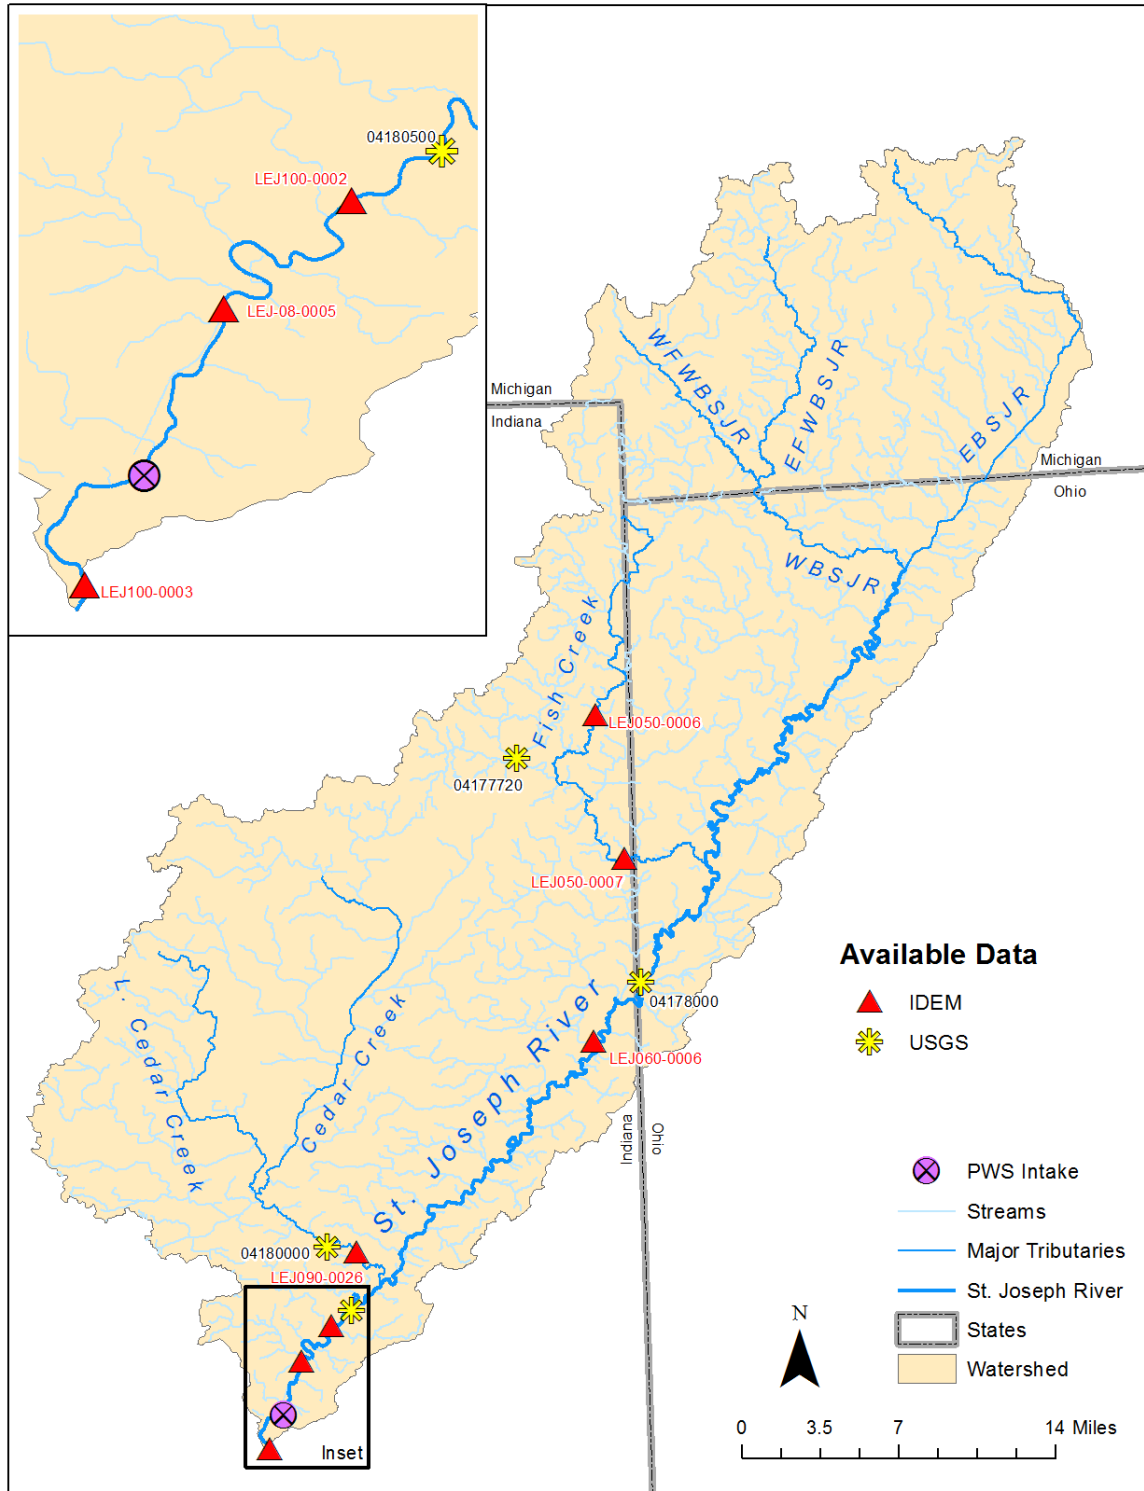 04180500
LEJ100-0002
LEJ-08-0005
LEJ100-0003
Michigan
Indiana
WFWBSJR
EFWBSJR
EBSJR
Michigan
Ohio
WBSJR
Fish Creek
LEJ050-0006
04177720
LEJ050-0007
04178000
LEJ060-0006
L. Cedar Creek
Cedar Creek
St. Joseph River
Indiana
Ohio
04180000
LEJ090-0026
Inset
Available Data
IDEM
USGS
PWS Intake
Streams
Major Tributaries
St. Joseph River
States
Watershed
N
0 3.5 7 14 Miles